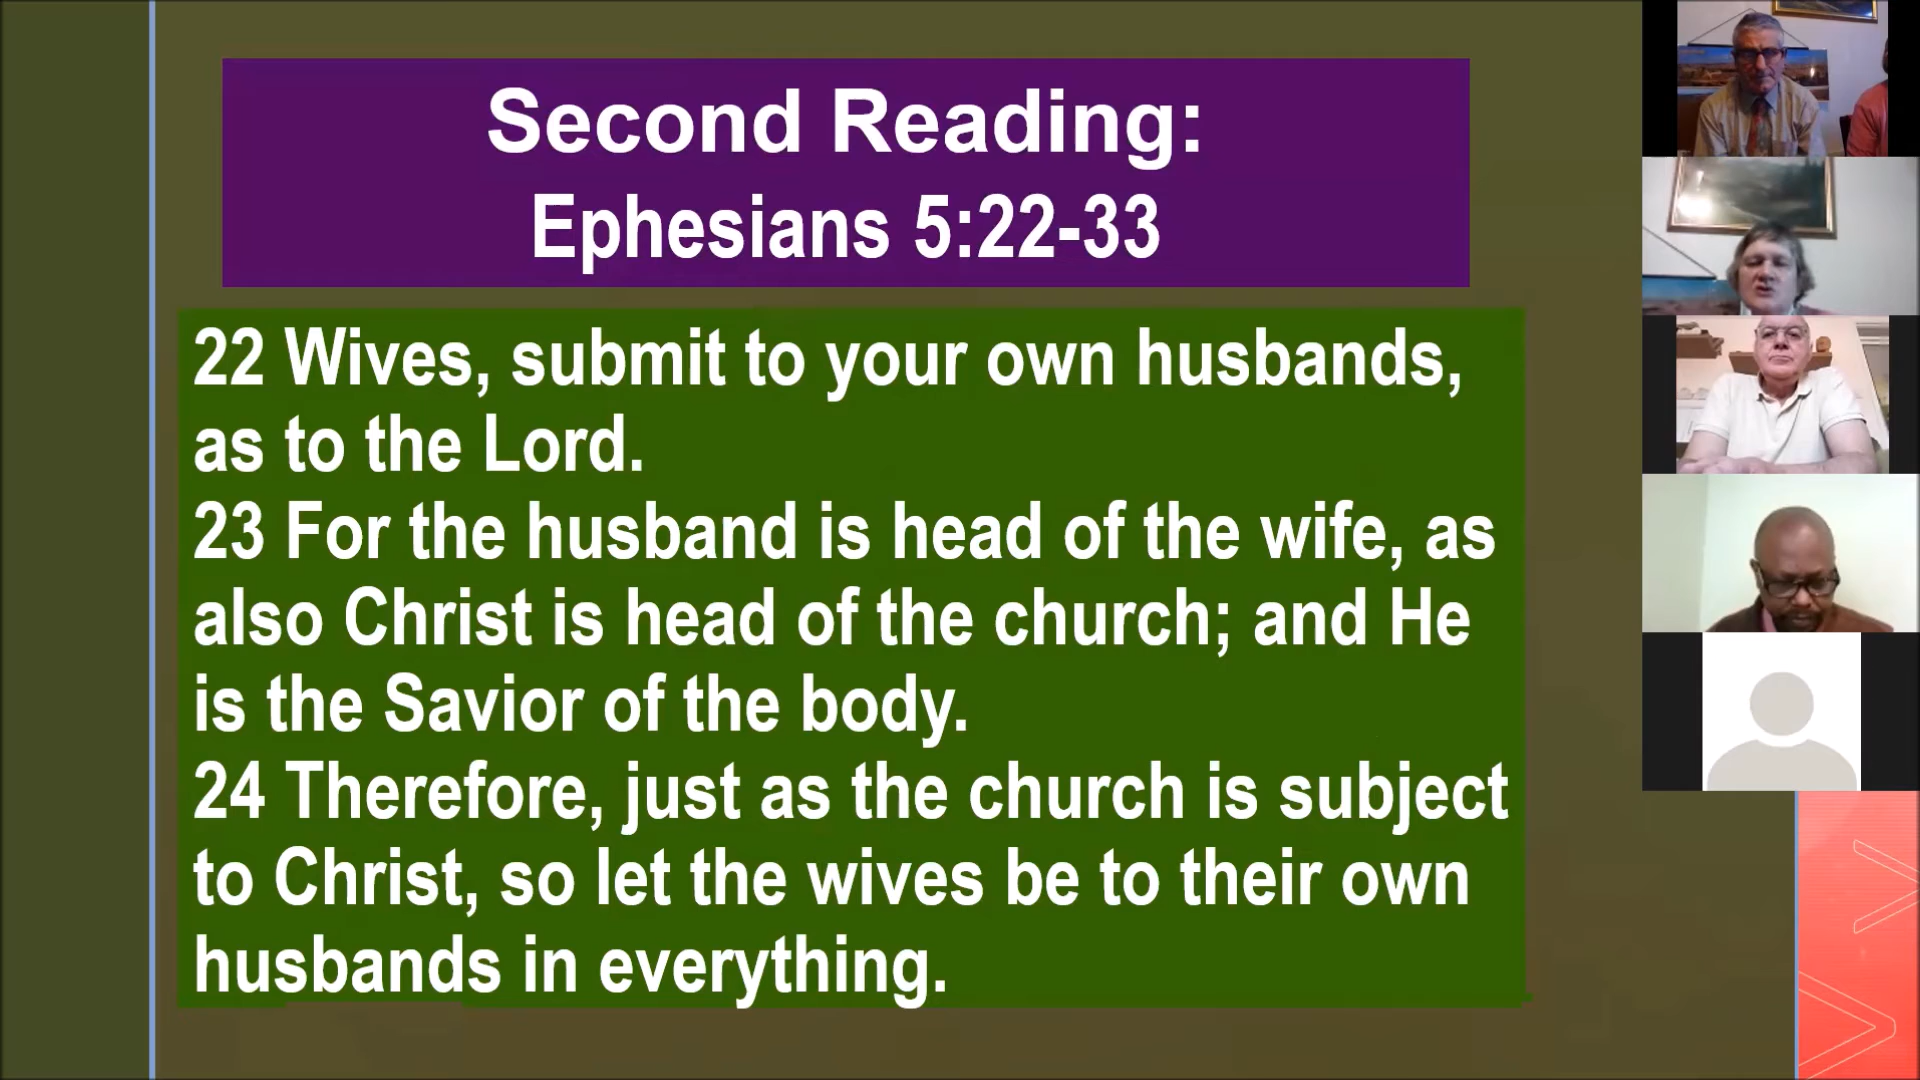 Second Reading:
Ephesians 5:22-33
22 Wives, submit to your own husbands,
as to the Lord.
23 For the husband is head of the wife, as
also Christ is head of the church; and He
is the Savior of the body.
24 Therefore, just as the church is subject
to Christ, so let the wives be to their own
husbands in everything.